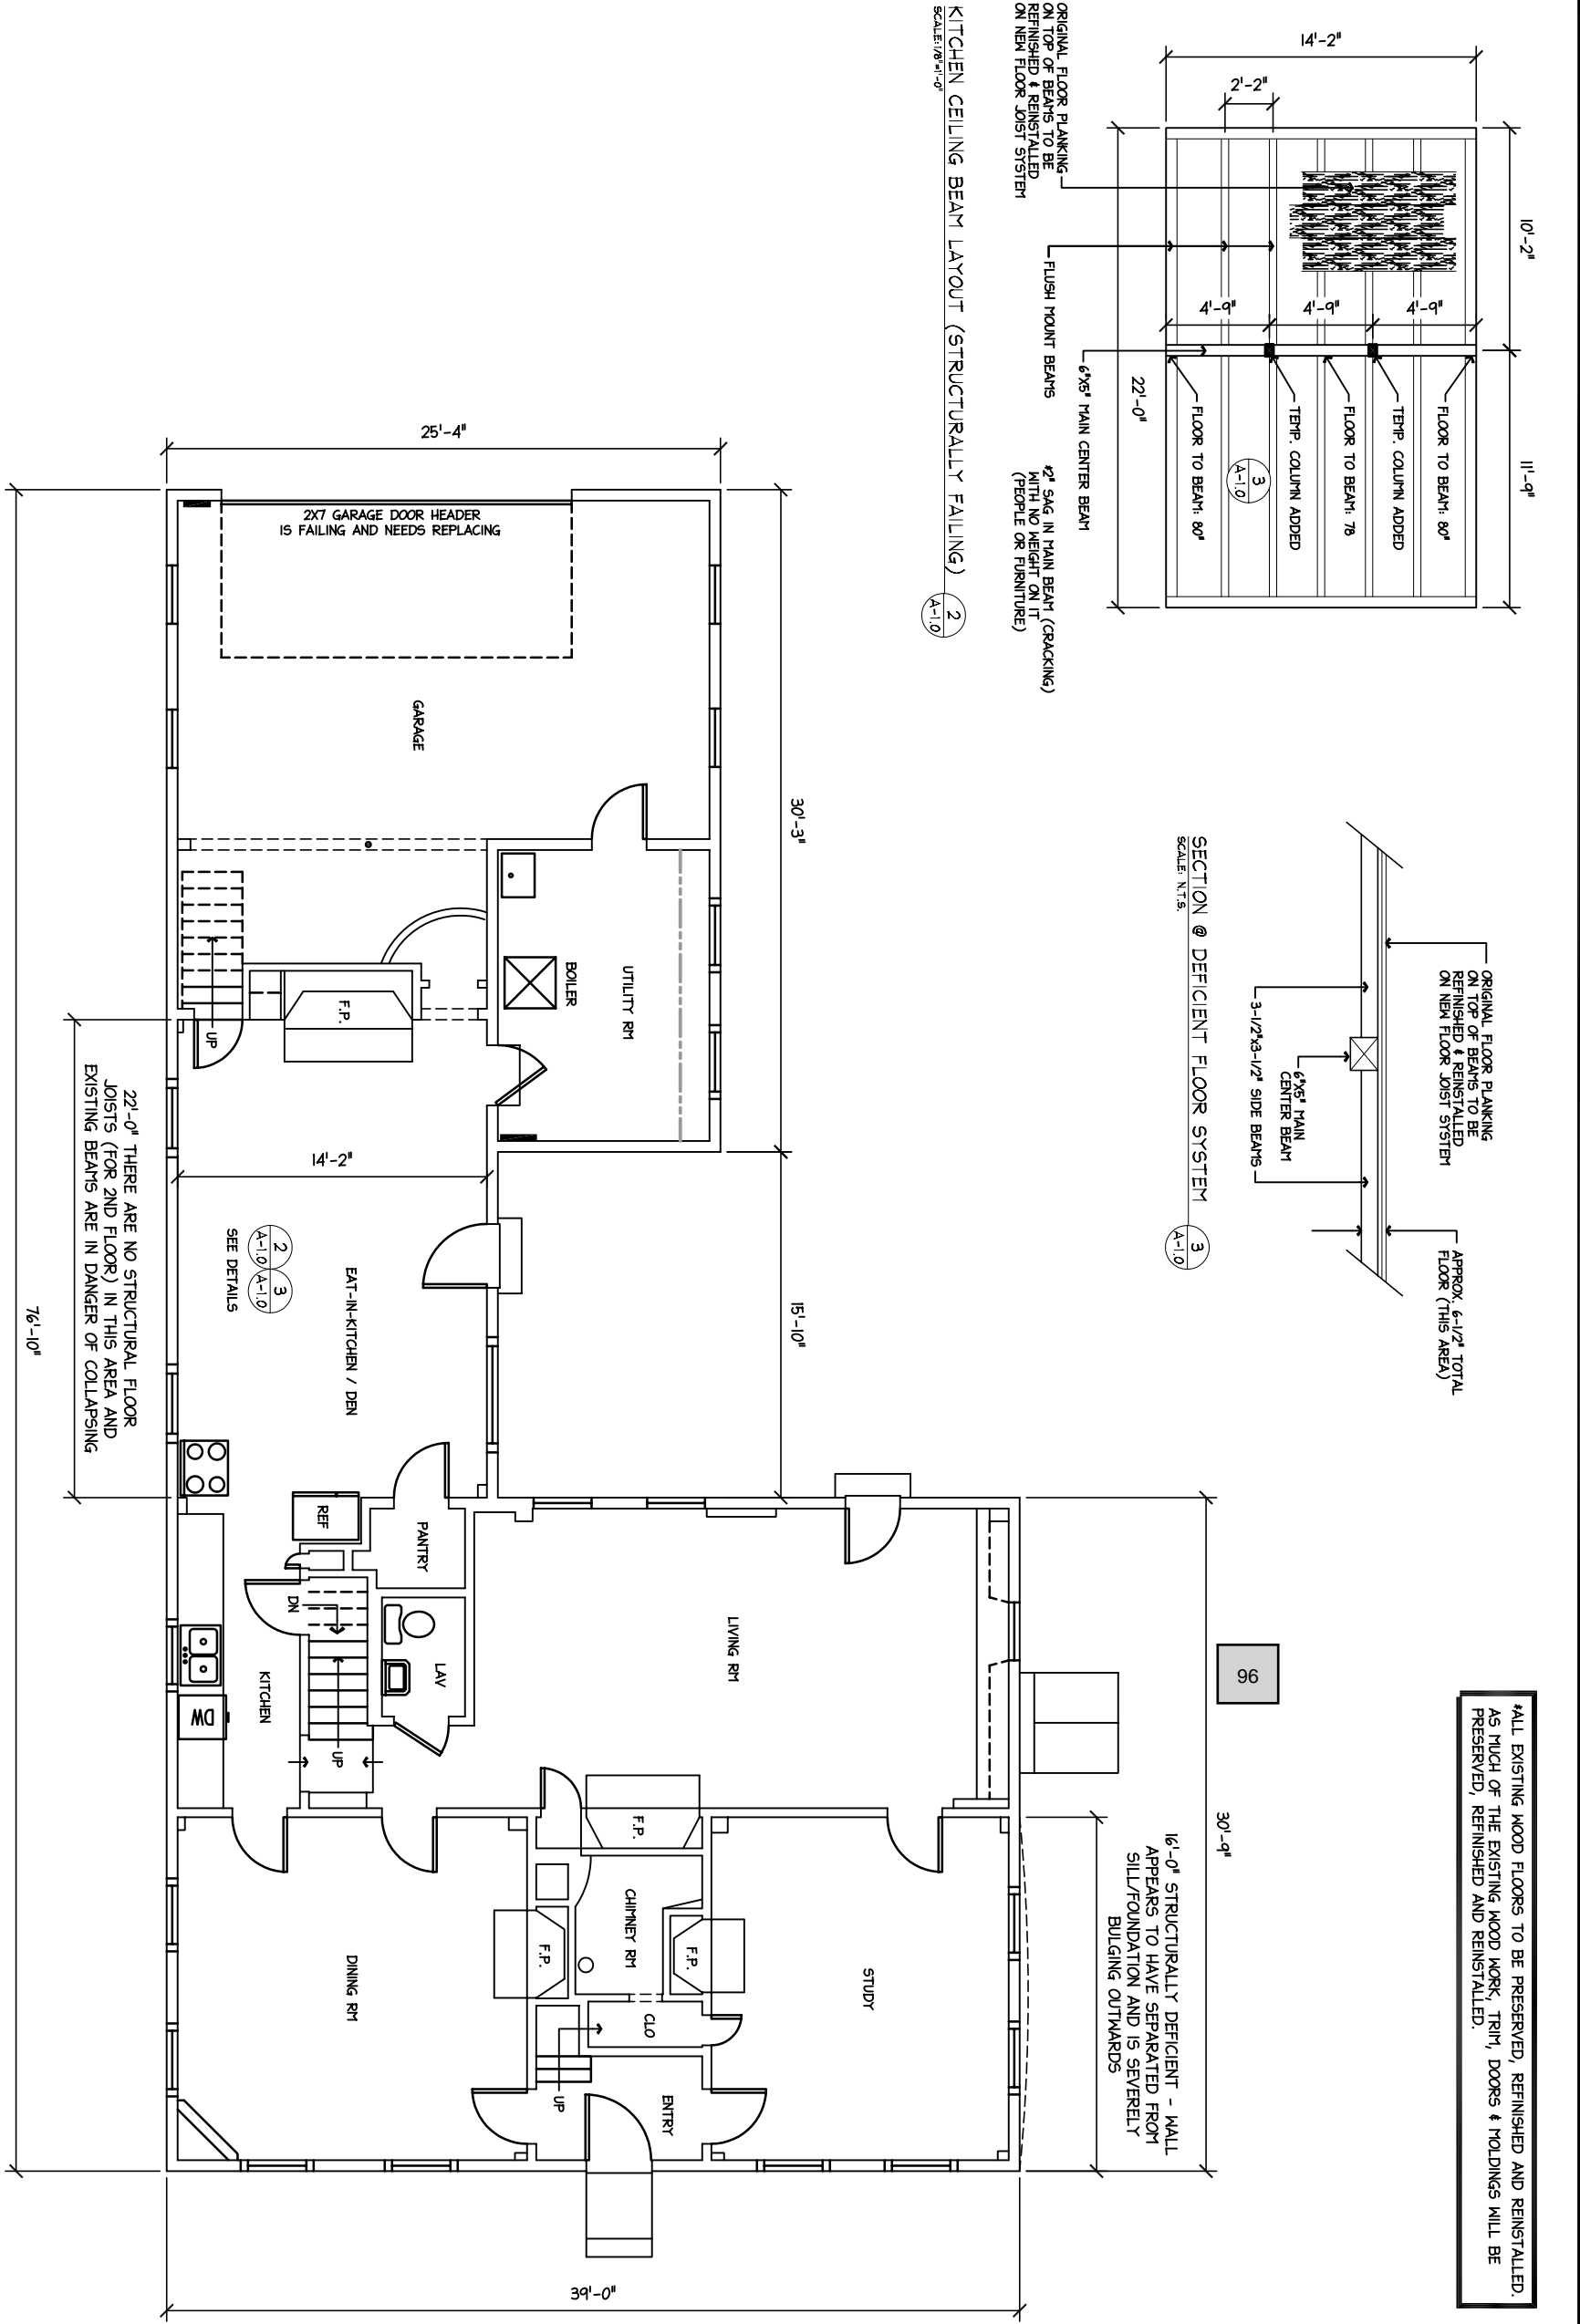 *ALL EXISTING WOOD FLOORS TO BE PRESERVED, REFINISHED AND REINSTALLED.
AS MUCH OF THE EXISTING WOOD WORK, TRIM, DOORS & MOLDINGS WILL BE
PRESERVED, REFINISHED AND REINSTALLED.
10'-2"
11'-9"
14'-2"
2'-2"
4'-9"
4'-9"
4'-9"
FLOOR TO BEAM: 80"
TEMP. COLUMN ADDED
FLOOR TO BEAM: 78
TEMP. COLUMN ADDED
FLOOR TO BEAM: 80"
3
A-1.0
22'-0"
6"X5" MAIN CENTER BEAM
FLUSH MOUNT BEAMS
ORIGINAL FLOOR PLANKING
ON TOP OF BEAMS TO BE
REFINISHED & REINSTALLED
ON NEW FLOOR JOIST SYSTEM
*2" SAG IN MAIN BEAM (CRACKING)
WITH NO WEIGHT ON IT
(PEOPLE OR FURNITURE)
KITCHEN CEILING BEAM LAYOUT (STRUCTURALLY FAILING)
SCALE:1/8"=1'-0"
2
A-1.0
ORIGINAL FLOOR PLANKING
ON TOP OF BEAMS TO BE
REFINISHED & REINSTALLED
ON NEW FLOOR JOIST SYSTEM
APPROX. 6-1/2" TOTAL
FLOOR (THIS AREA)
6"X5" MAIN
CENTER BEAM
3-1/2"x3-1/2" SIDE BEAMS
SECTION @ DEFICIENT FLOOR SYSTEM
SCALE: N.T.S.
3
A-1.0
96
30'-9"
16'-0" STRUCTURALLY DEFICIENT - WALL
APPEARS TO HAVE SEPARATED FROM
SILL/FOUNDATION AND IS SEVERELY
BULGING OUTWARDS
30'-3"
15'-10"
25'-4"
39'-0"
2X7 GARAGE DOOR HEADER
IS FAILING AND NEEDS REPLACING
GARAGE
UTILITY RM
BOILER
F.P.
UP
14'-2"
EAT-IN-KITCHEN / DEN
2
A-1.0
3
A-1.0
SEE DETAILS
LIVING RM
PANTRY
REF
LAV
DN
UP
KITCHEN
DW
STUDY
F.P.
F.P.
F.P.
CHIMNEY RM
CLO
ENTRY
UP
DINING RM
22'-0" THERE ARE NO STRUCTURAL FLOOR
JOISTS (FOR 2ND FLOOR) IN THIS AREA AND
EXISTING BEAMS ARE IN DANGER OF COLLAPSING
76'-10"